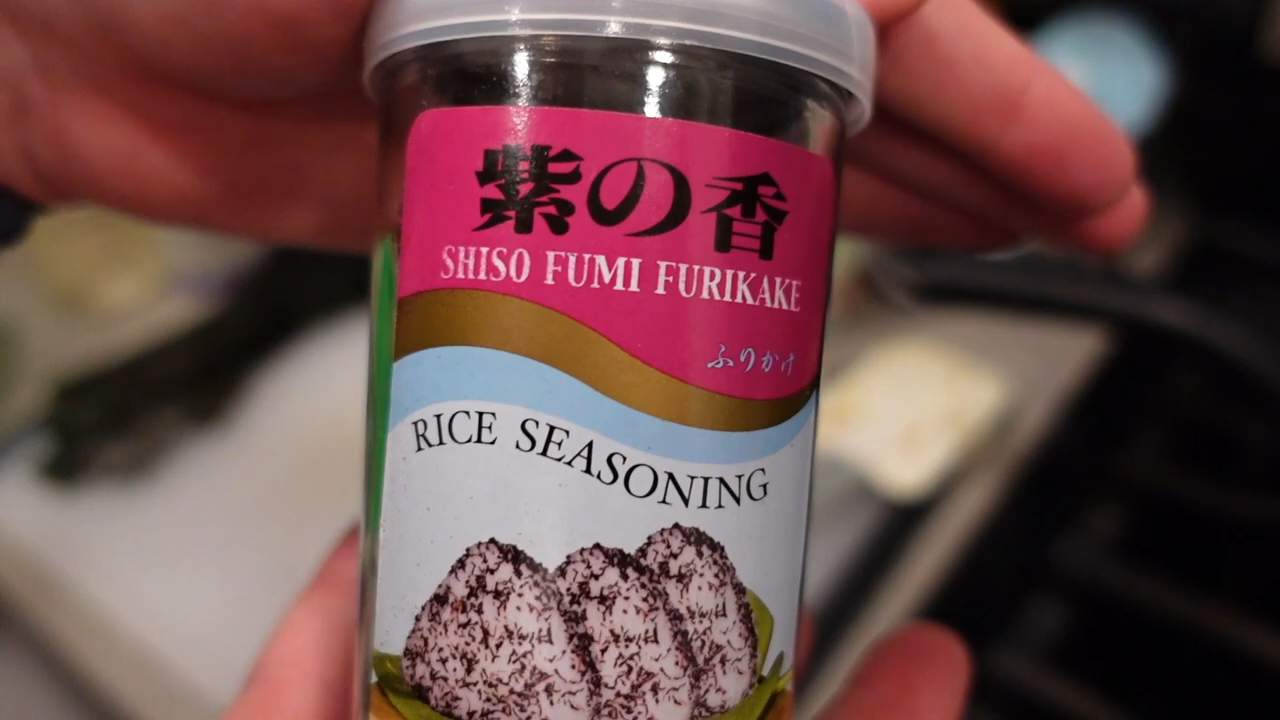 紫の香
SHISO FUMI FURIKAKE
ふりかけ
RICE SEASONING